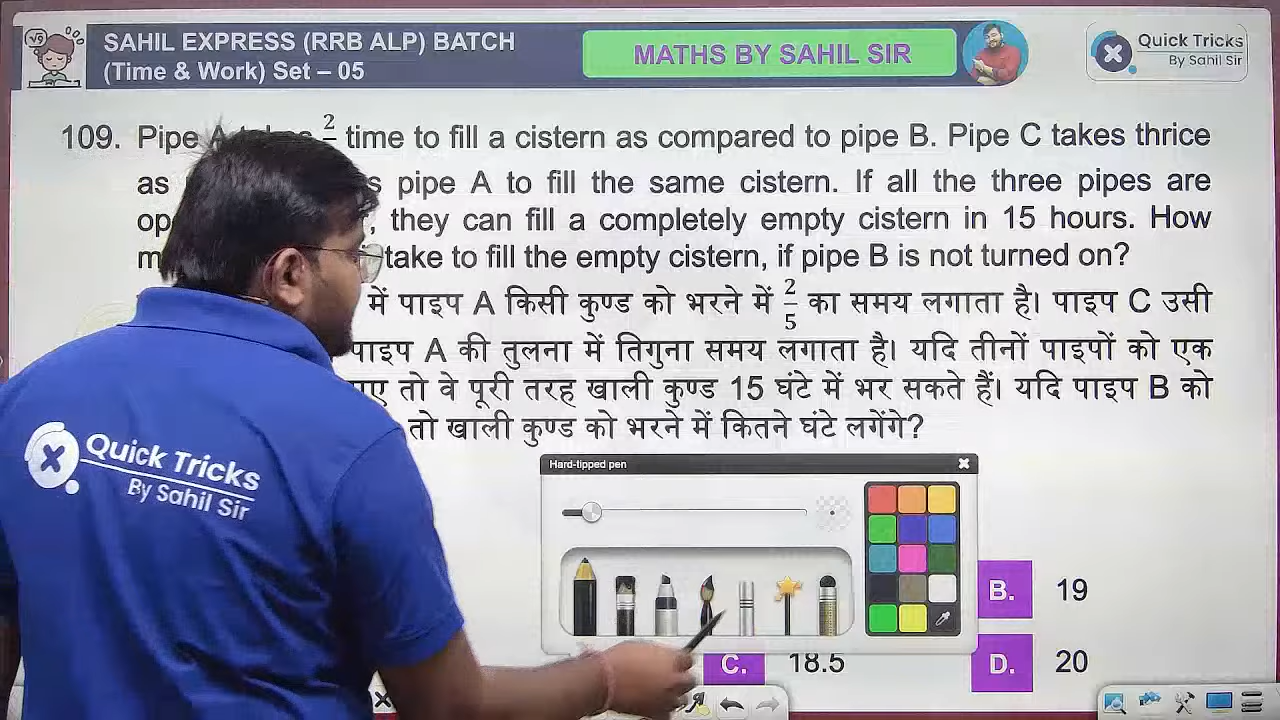 SAHIL EXPRESS (RRB ALP) BATCH
(Time & Work) Set – 05
MATHS BY SAHIL SIR
Quick Tricks
By Sahil Sir
109. Pipe 2 time to fill a cistern as compared to pipe B. Pipe C takes thrice
as pipe A to fill the same cistern. If all the three pipes are
they can fill a completely empty cistern in 15 hours. How
take to fill the empty cistern, if pipe B is not turned on?
में पाइप A किसी कुण्ड को भरने में 2/5 का समय लगाता है। पाइप C उसी
पाइप A की तुलना में तिगुना समय लगाता है। यदि तीनों पाइपों को एक
तो वे पूरी तरह खाली कुण्ड 15 घंटे में भर सकते हैं। यदि पाइप B को
तो खाली कुण्ड को भरने में कितने घंटे लगेंगे?
Quick Tricks
By Sahil Sir
Hard-tipped pen
B. 19
C. 18.5
D. 20